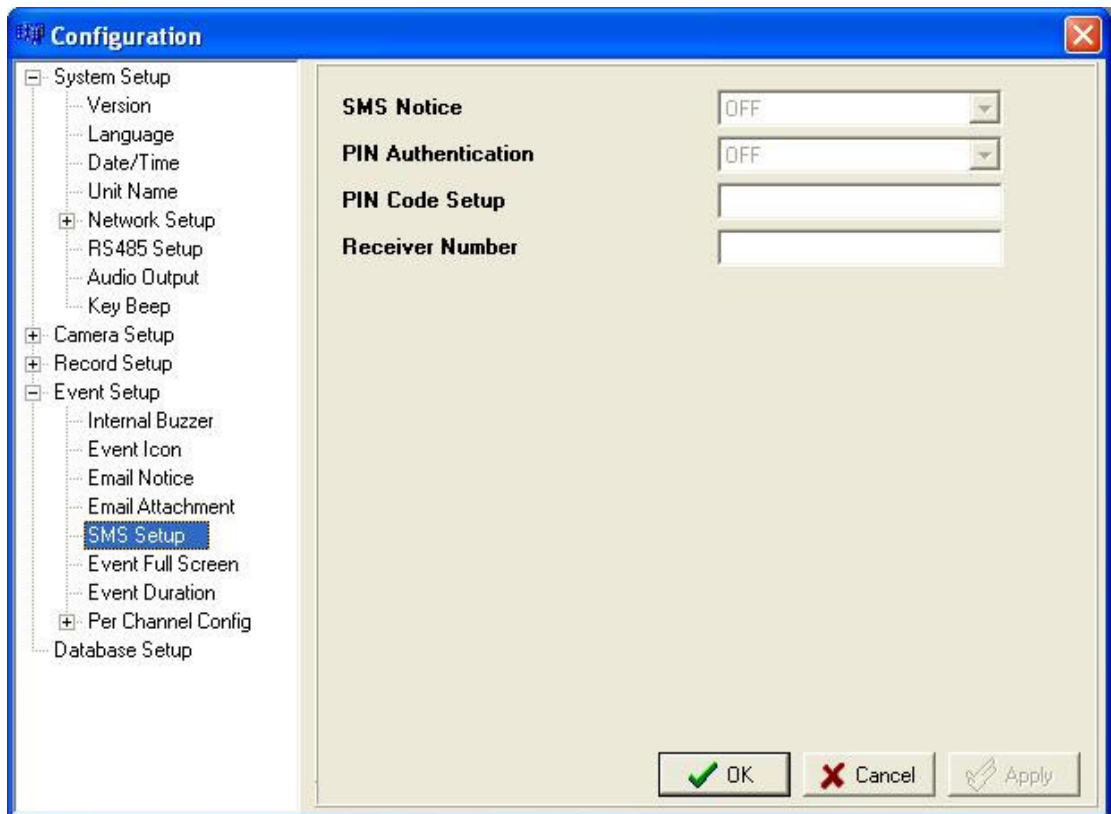 Configuration
System Setup
Version
Language
Date/Time
Unit Name
Network Setup
RS485 Setup
Audio Output
Key Beep
Camera Setup
Record Setup
Event Setup
Internal Buzzer
Event Icon
Email Notice
Email Attachment
SMS Setup
Event Full Screen
Event Duration
Per Channel Config
Database Setup
SMS Notice OFF
PIN Authentication OFF
PIN Code Setup
Receiver Number
OK Cancel Apply